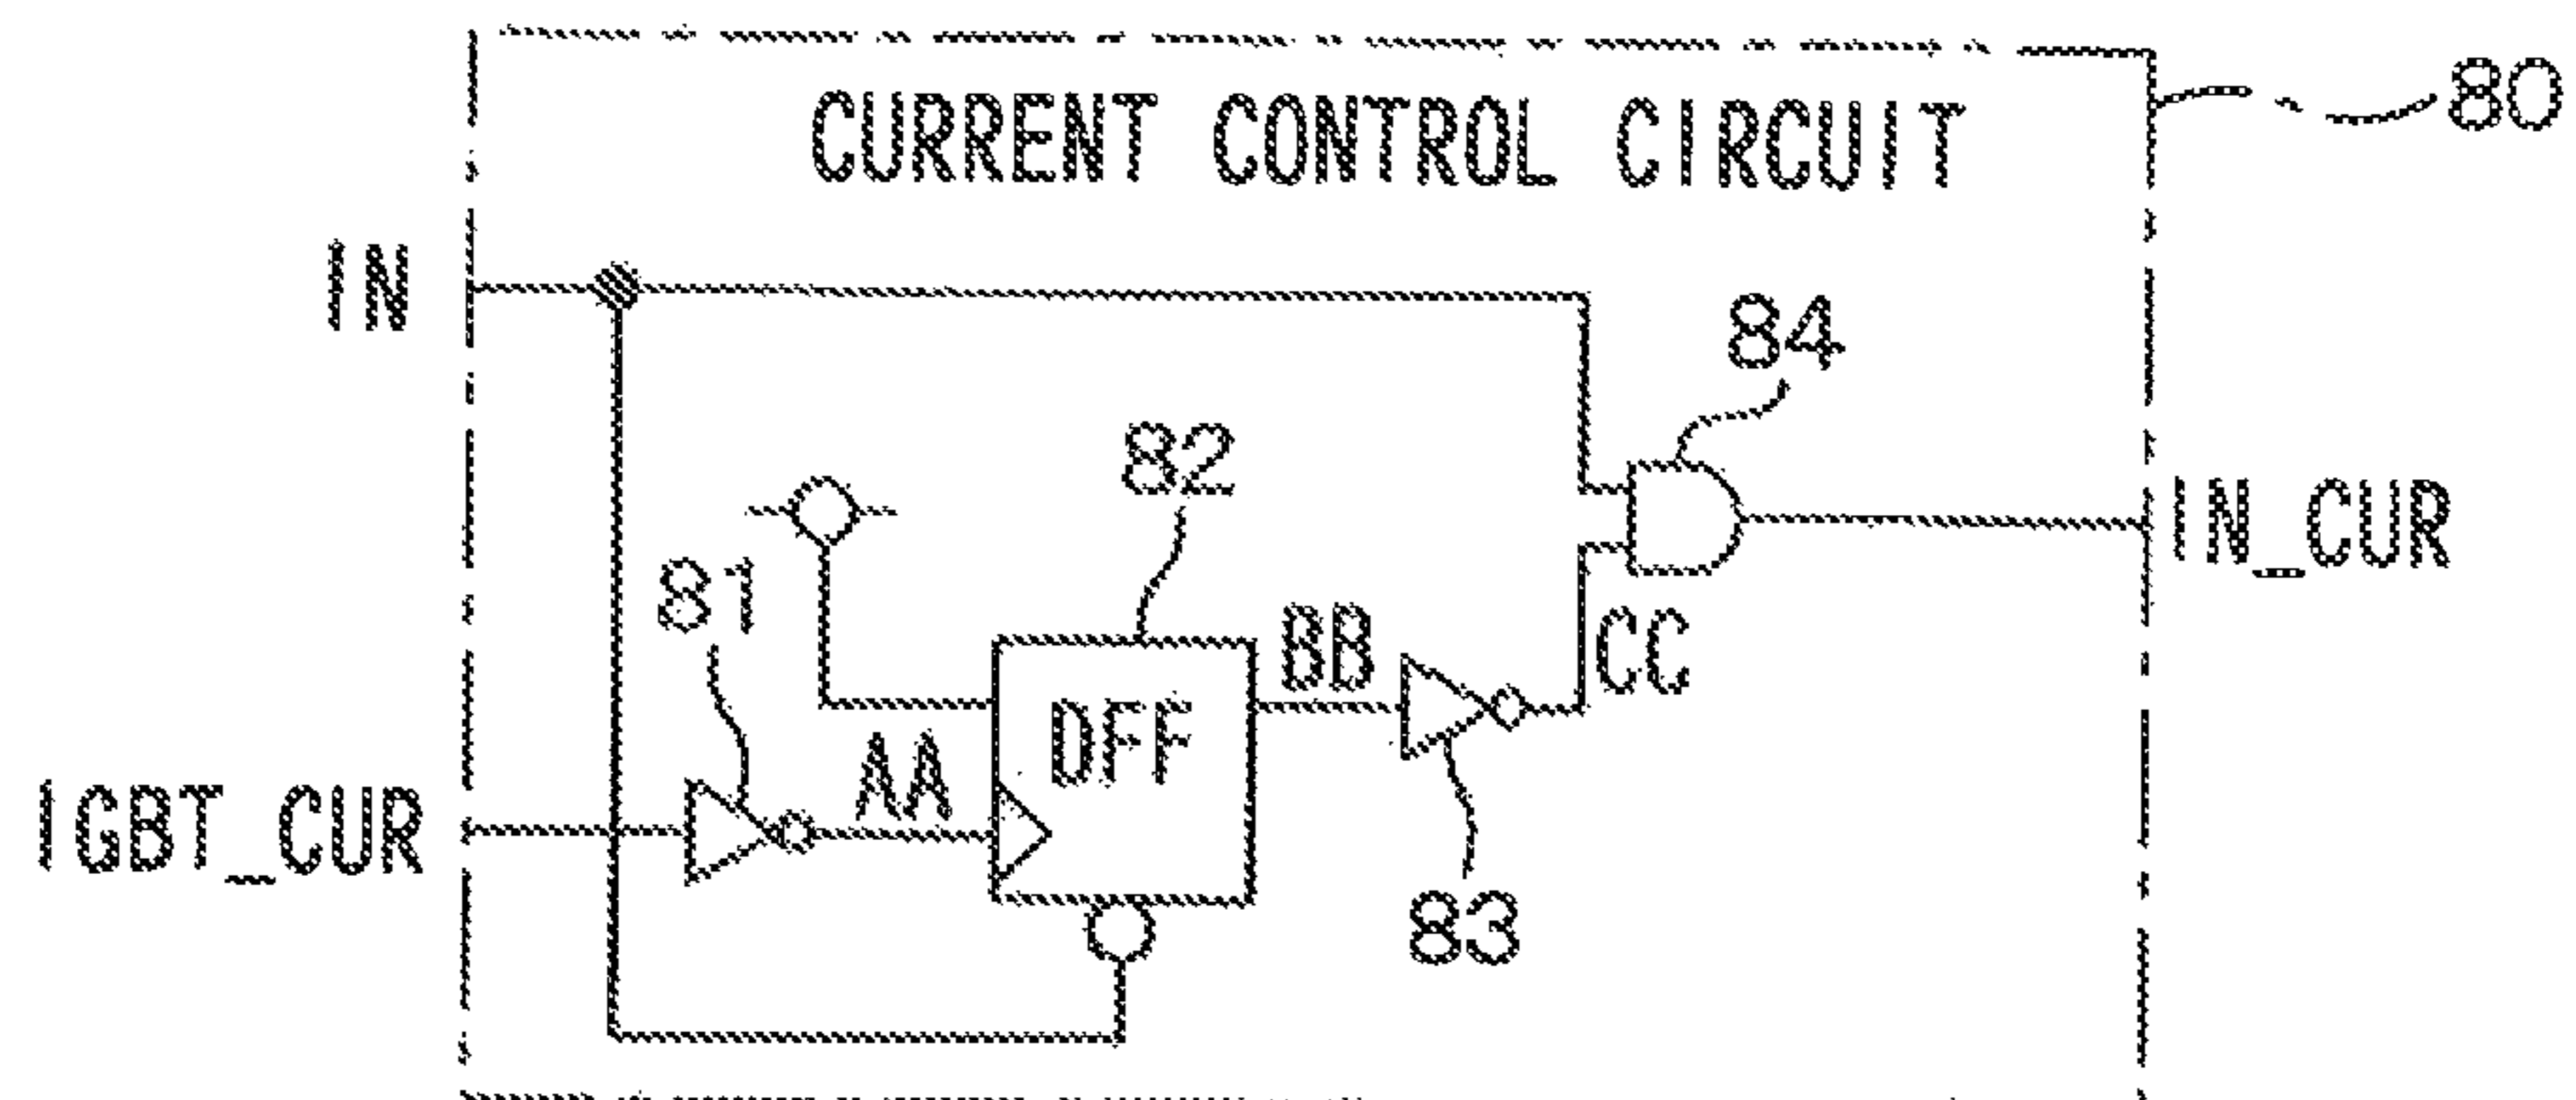 80
CURRENT CONTROL CIRCUIT
IN
84
82
IN_CUR
81
BB
CC
DFF
AA
IGBT_CUR
83